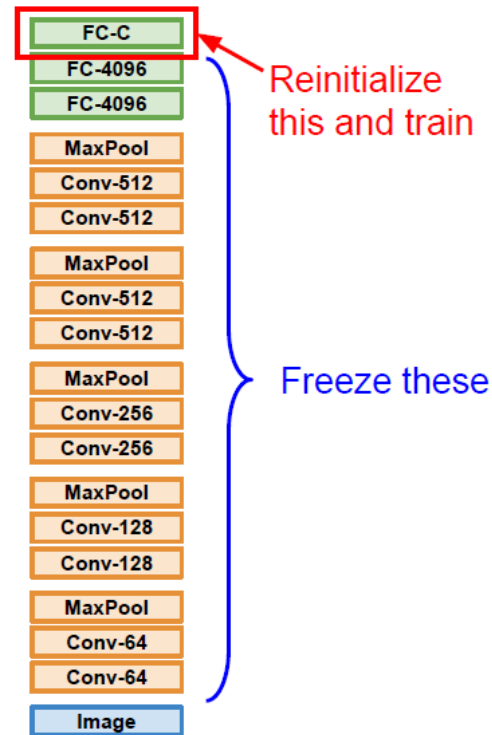 FC-C
FC-4096
FC-4096
Reinitialize
this and train
MaxPool
Conv-512
Conv-512
MaxPool
Conv-512
Conv-512
MaxPool
Conv-256
Conv-256
Freeze these
MaxPool
Conv-128
Conv-128
MaxPool
Conv-64
Conv-64
Image